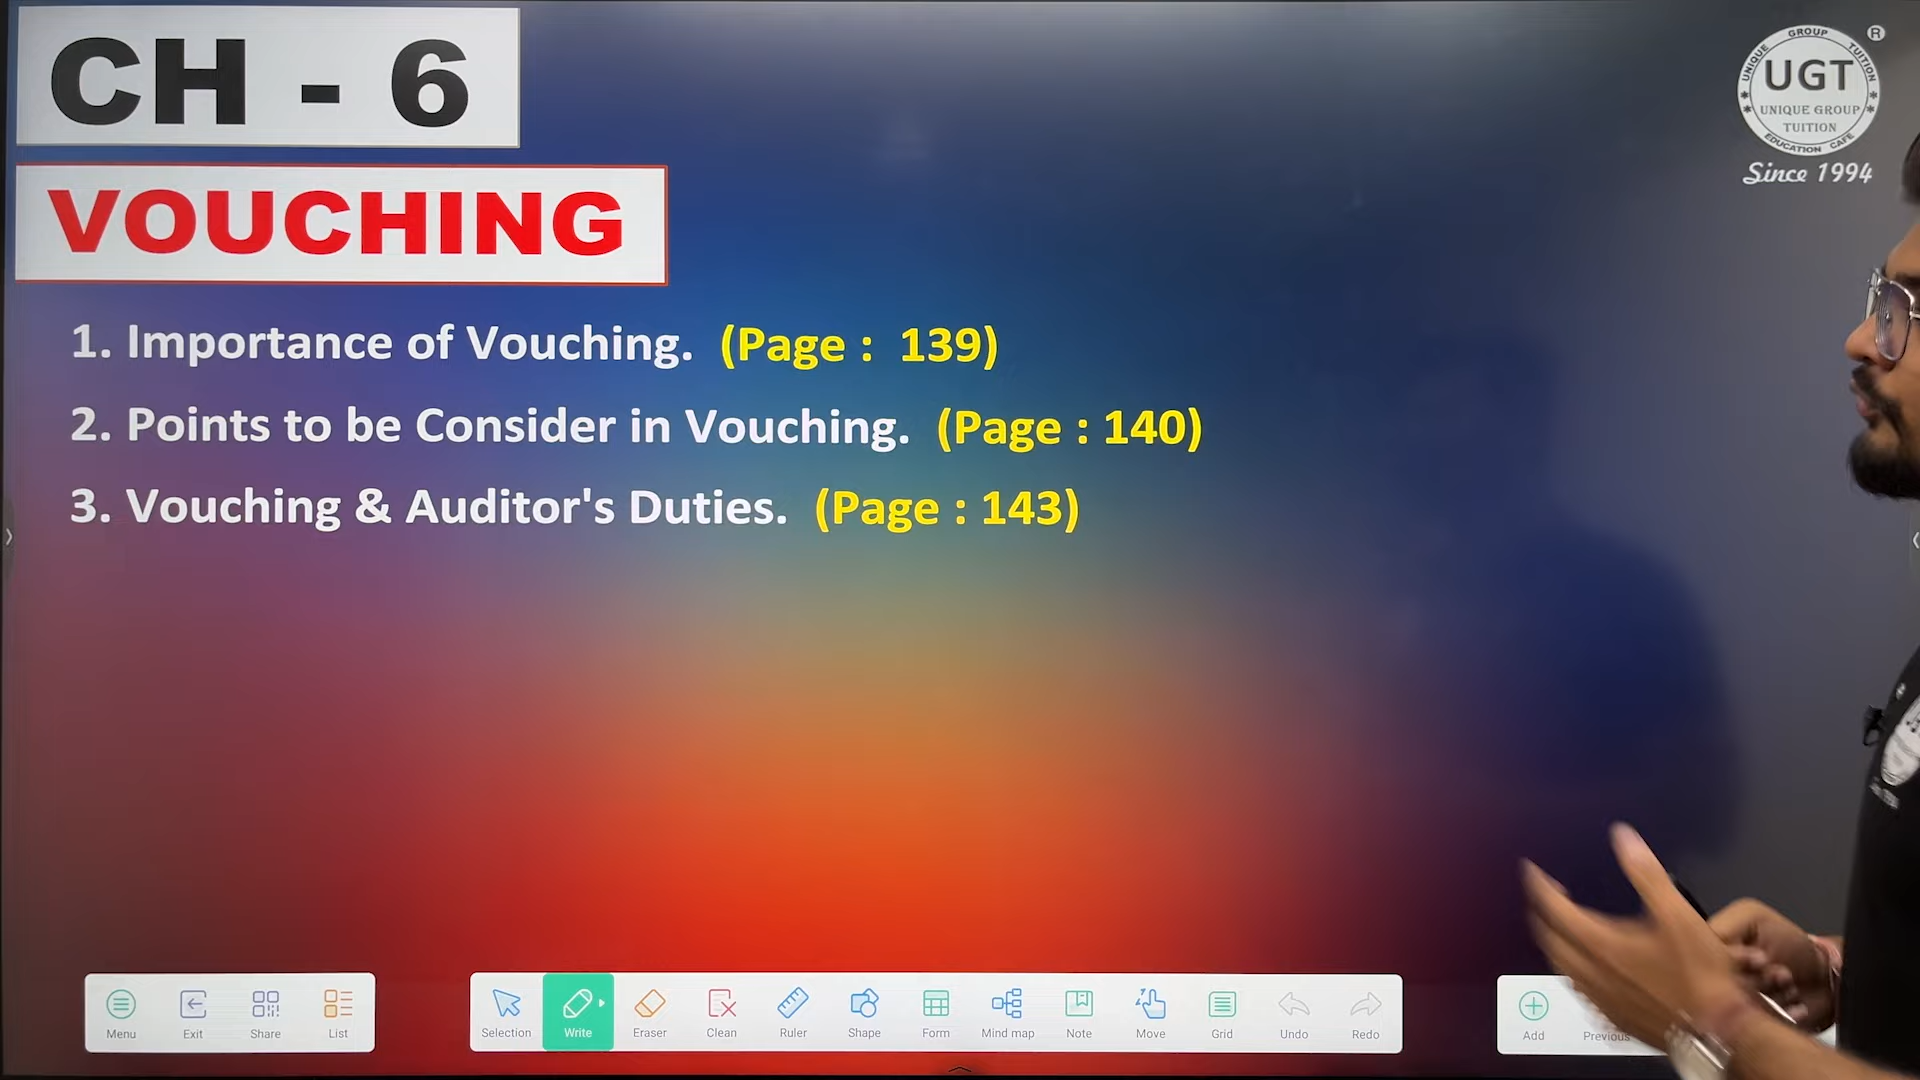 CH - 6
VOUCHING
1. Importance of Vouching. (Page : 139)
2. Points to be Consider in Vouching. (Page : 140)
3. Vouching & Auditor's Duties. (Page : 143)
UNIQUE GROUP TUITION
R
UGT
UNIQUE GROUP
TUITION
EDUCATION CAFE
Since 1994
Menu Exit Share List
Selection Write Eraser Clean Ruler Shape Form Mind map Note Move Grid Undo Redo
Add Previous